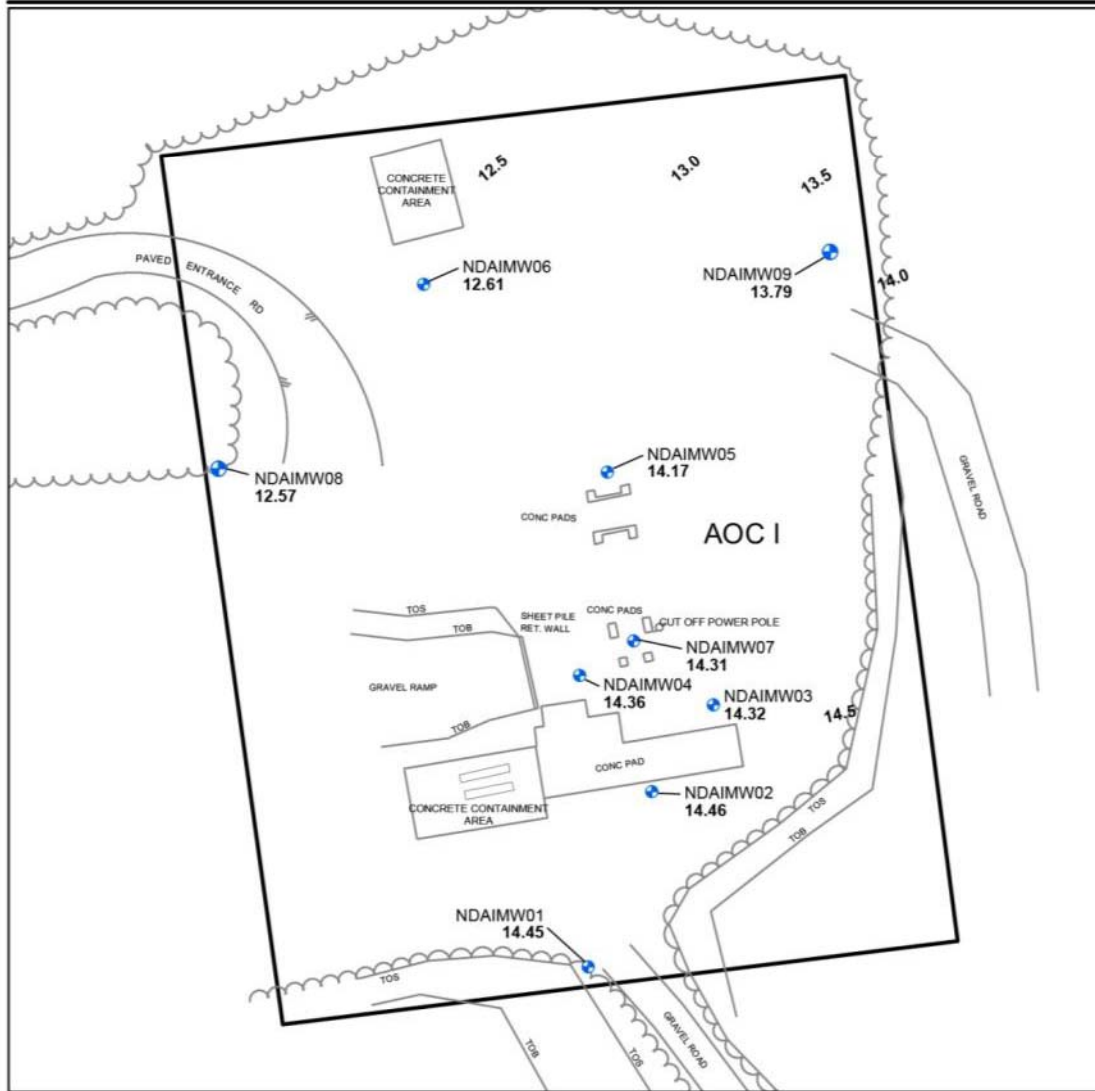 12.5
13.0
13.5
CONCRETE
CONTAINMENT
AREA
PAVED ENTRANCE RD
NDAIMW06
12.61
NDAIMW09
13.79
14.0
NDAIMW08
12.57
NDAIMW05
14.17
GRAVEL ROAD
CONC PADS
AOC I
TOS
TOB
SHEET PILE
RET. WALL
CONC PADS
CUT OFF POWER POLE
NDAIMW07
14.31
GRAVEL RAMP
NDAIMW04
14.36
NDAIMW03
14.32
14.5
TOB
CONC PAD
NDAIMW02
14.46
CONCRETE CONTAINMENT
AREA
TOS
TOB
NDAIMW01
14.45
TOS
TOB
TOS
GRAVEL ROAD